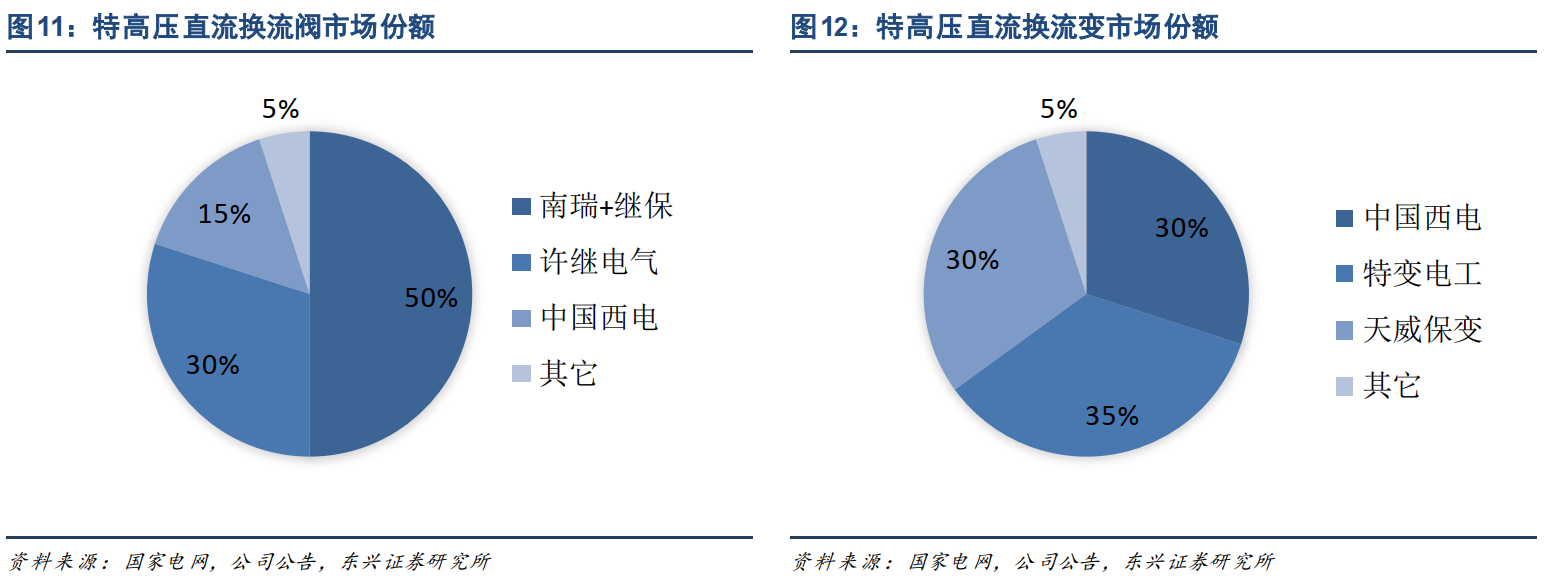 图11：特高压直流换流阀市场份额
5%
15%
30%
50%
南瑞+继保
许继电气
中国西电
其它
资料来源：国家电网，公司公告，东兴证券研究所
图12：特高压直流换流变市场份额
5%
30%
30%
35%
中国西电
特变电工
天威保变
其它
资料来源：国家电网，公司公告，东兴证券研究所